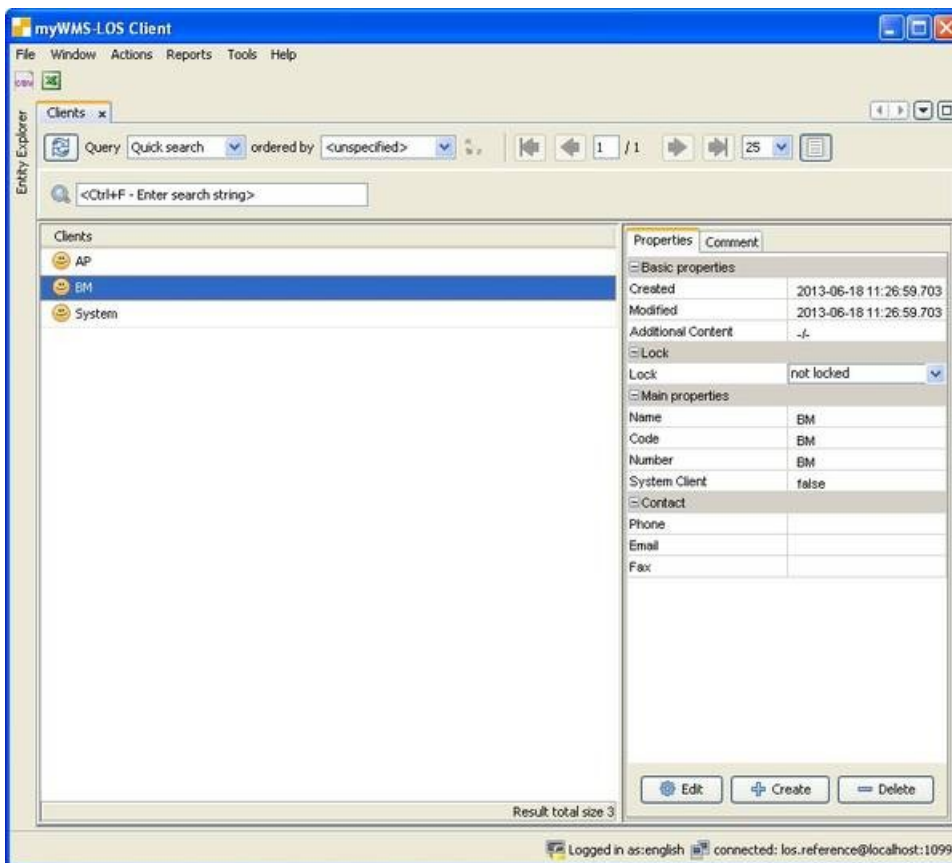 myWMS-LOS Client
File Window Actions Reports Tools Help
CSV
Entity Explorer
Clients x
Query Quick search ordered by <unspecified> 1 / 1 25
<Ctrl+F - Enter search string>
Clients
AP
BM
System
Result total size 3
Properties Comment
Basic properties
Created 2013-06-18 11:26:59.703
Modified 2013-06-18 11:26:59.703
Additional Content -/-
Lock
Lock not locked
Main properties
Name BM
Code BM
Number BM
System Client false
Contact
Phone
Email
Fax
Edit Create Delete
Logged in as:english connected: los.reference@localhost:1099